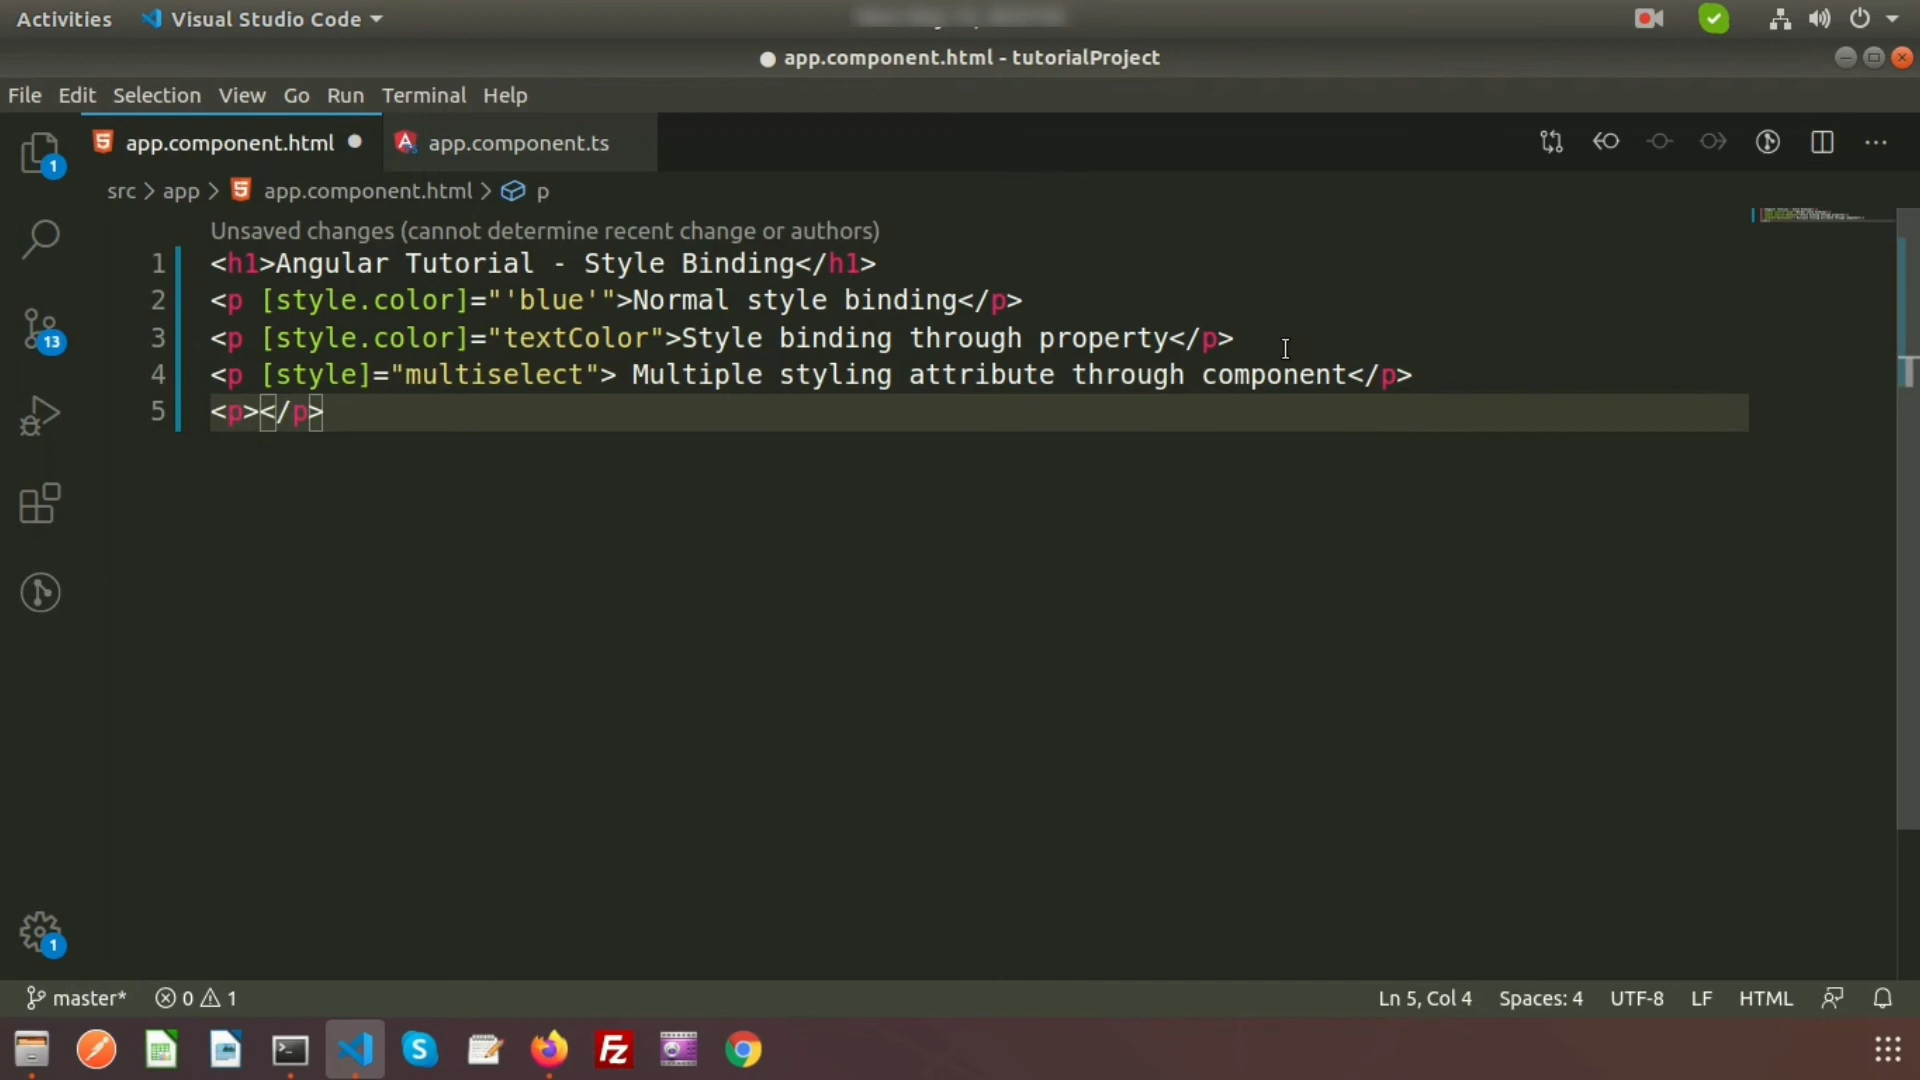 Activities Visual Studio Code
app.component.html - tutorialProject
File Edit Selection View Go Run Terminal Help
app.component.html app.component.ts
1
src > app > app.component.html > p
Unsaved changes (cannot determine recent change or authors)
1 <h1>Angular Tutorial - Style Binding</h1>
2 <p [style.color]="'blue'">Normal style binding</p>
3 <p [style.color]="textColor">Style binding through property</p>
13
4 <p [style]="multiselect"> Multiple styling attribute through component</p>
5 <p></p>
1
master* 0 1 Ln 5, Col 4 Spaces: 4 UTF-8 LF HTML